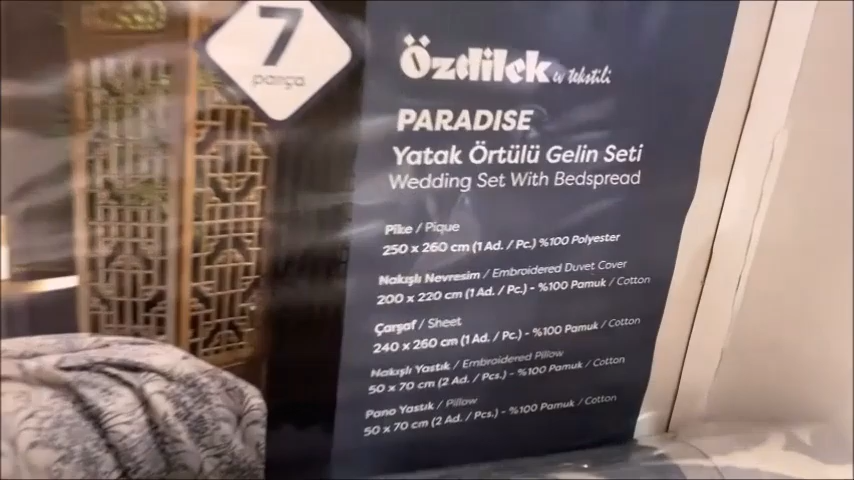 7
parça
Özdilek ev tekstili
PARADISE
Yatak Örtülü Gelin Seti
Wedding Set With Bedspread
Pike / Pique
250 x 260 cm (1 Ad. / Pc.) %100 Polyester
Nakışlı Nevresim / Embroidered Duvet Cover
200 x 220 cm (1 Ad. / Pc.) - %100 Pamuk / Cotton
Çarşaf / Sheet
240 x 260 cm (1 Ad. / Pc.) - %100 Pamuk / Cotton
Nakışlı Yastık / Embroidered Pillow
50 x 70 cm (2 Ad. / Pcs.) - %100 Pamuk / Cotton
Pano Yastık / Pillow
50 x 70 cm (2 Ad. / Pcs.) - %100 Pamuk / Cotton